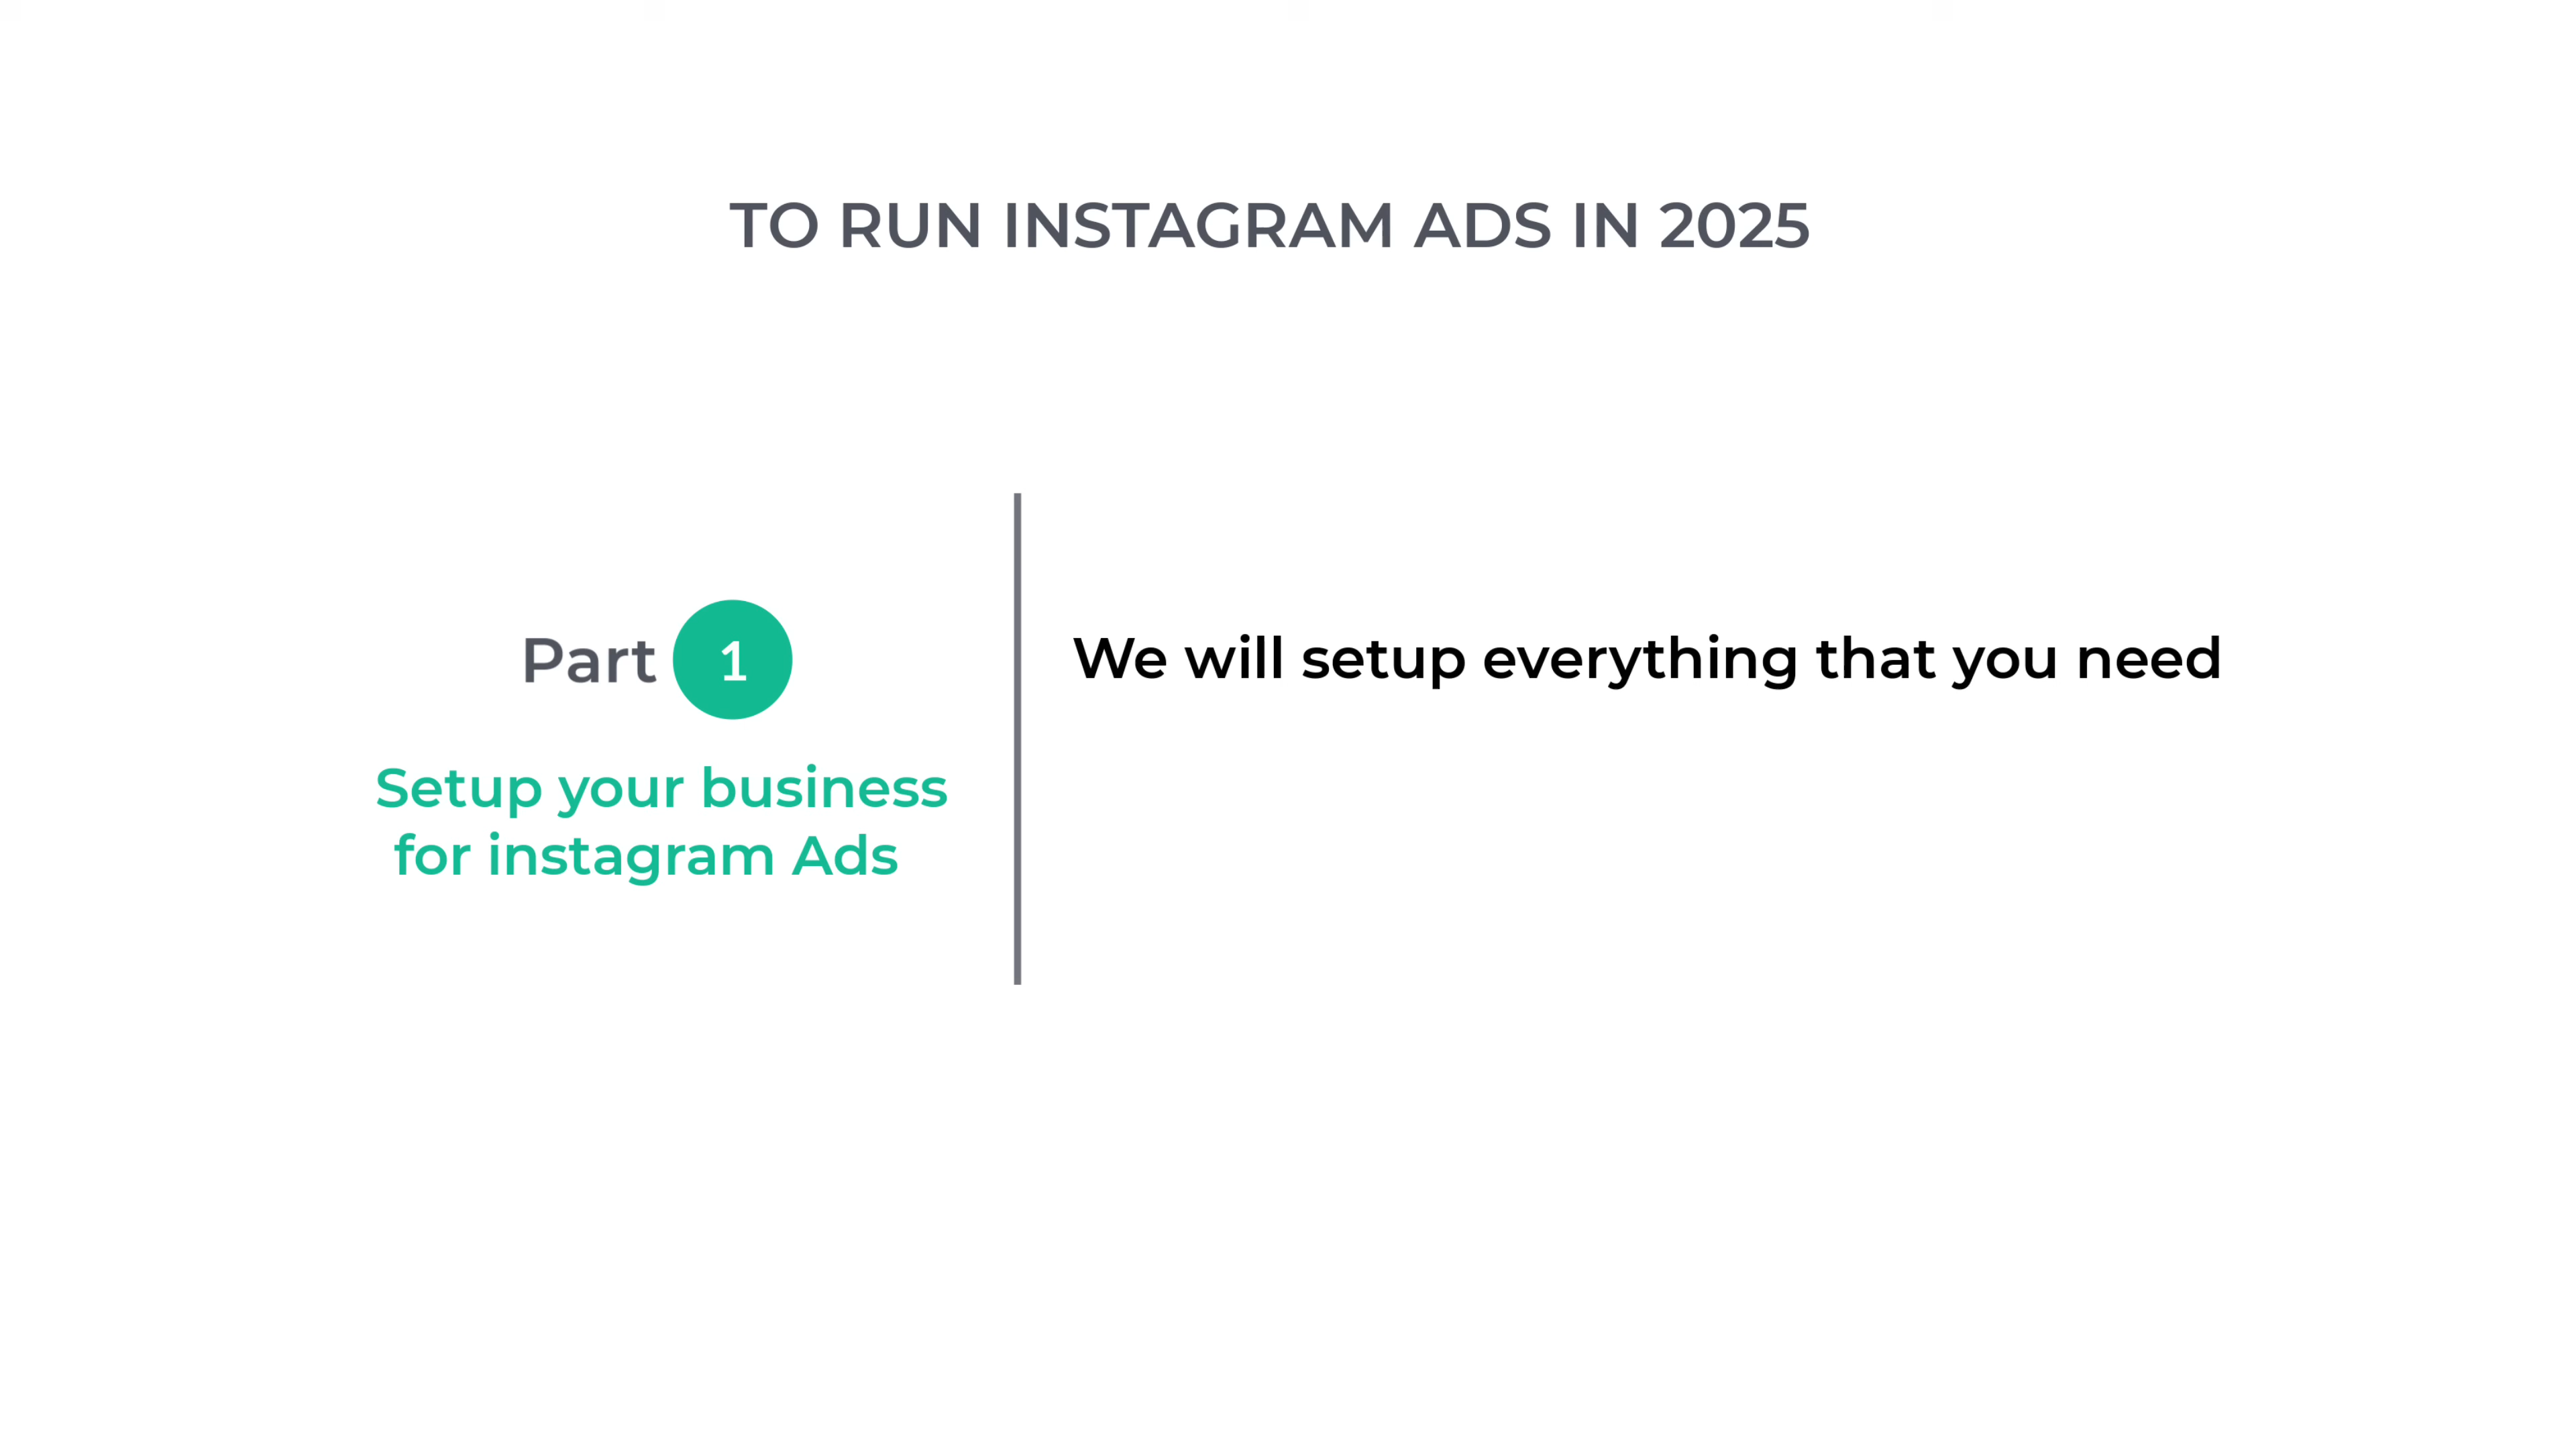 TO RUN INSTAGRAM ADS IN 2025
Part 1
Setup your business
for instagram Ads
We will setup everything that you need